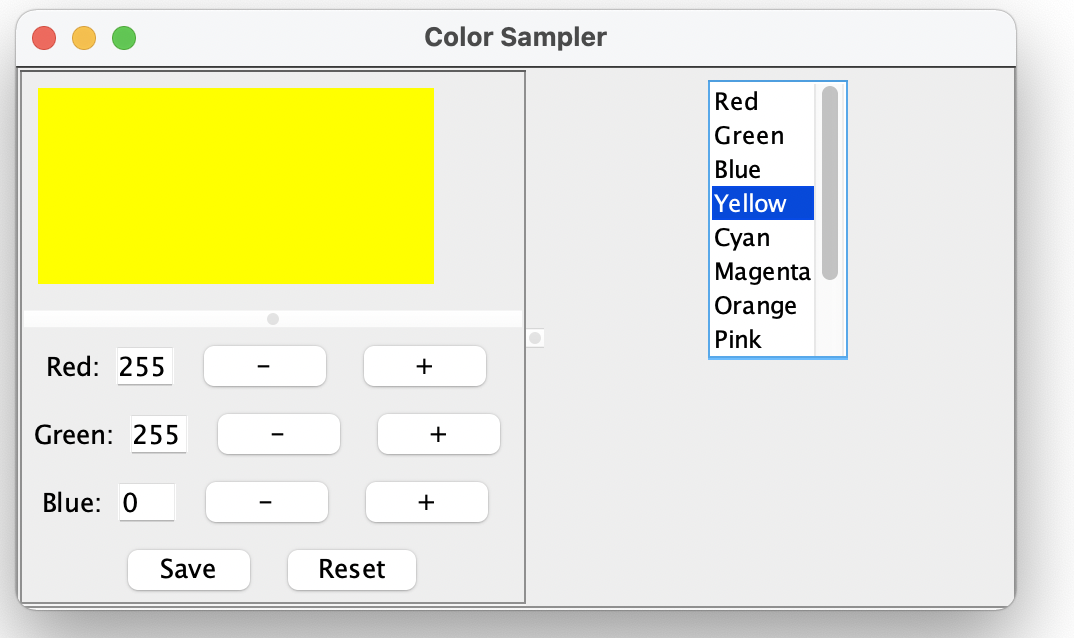 Color Sampler
Red: 255 - +
Green: 255 - +
Blue: 0 - +
Save Reset
Red
Green
Blue
Yellow
Cyan
Magenta
Orange
Pink